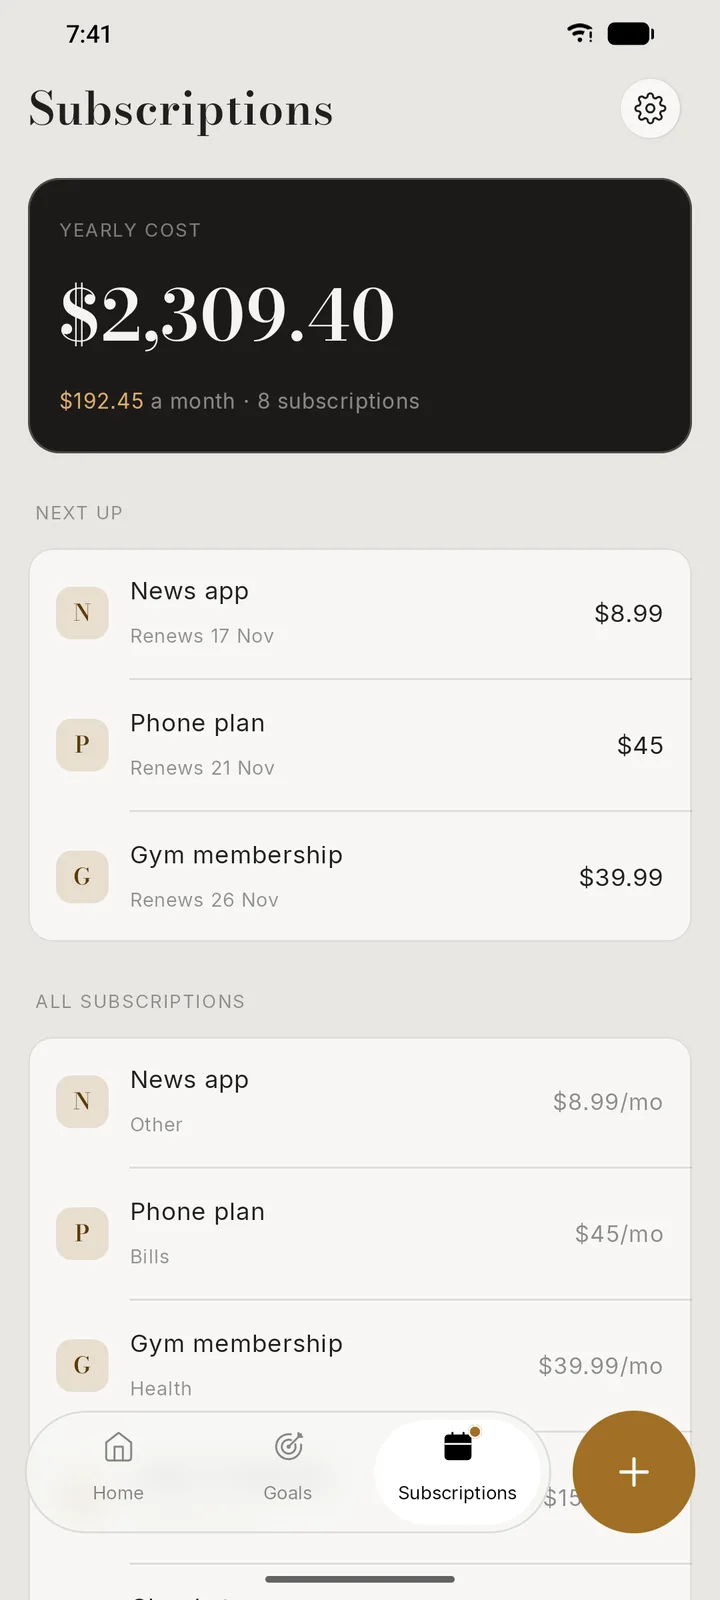 7:41
Subscriptions
YEARLY COST
$2,309.40
$192.45 a month · 8 subscriptions
NEXT UP
N
News app
Renews 17 Nov
$8.99
P
Phone plan
Renews 21 Nov
$45
G
Gym membership
Renews 26 Nov
$39.99
ALL SUBSCRIPTIONS
N
News app
Other
$8.99/mo
P
Phone plan
Bills
$45/mo
G
Gym membership
Health
$39.99/mo
Home
Goals
Subscriptions